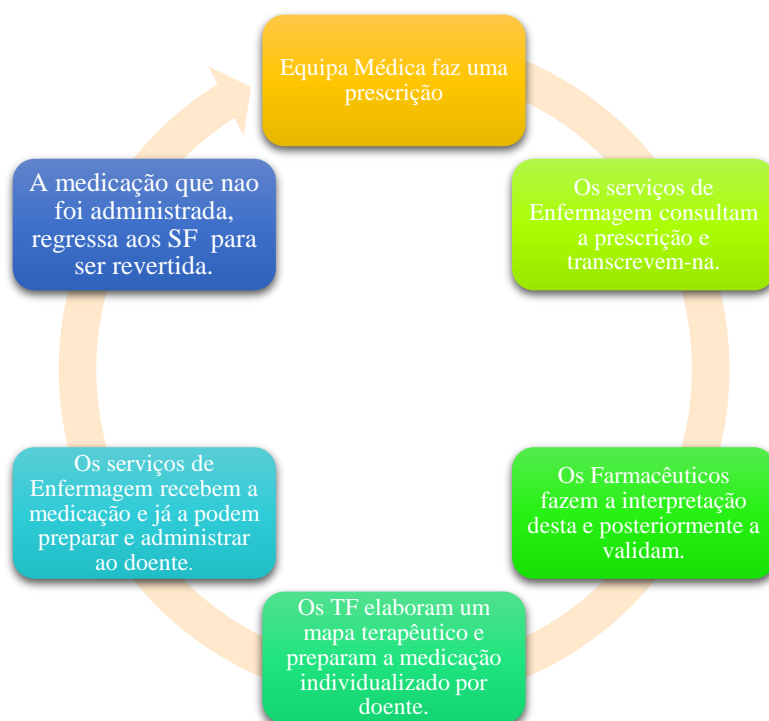 Equipa Médica faz uma
prescrição
Os serviços de
Enfermagem consultam
a prescrição e
transcrevem-na.
Os Farmacêuticos
fazem a interpretação
desta e posteriormente a
validam.
Os TF elaboram um
mapa terapêutico e
preparam a medicação
individualizado por
doente.
Os serviços de
Enfermagem recebem a
medicação e já a podem
preparar e administrar
ao doente.
A medicação que nao
foi administrada,
regressa aos SF para
ser revertida.